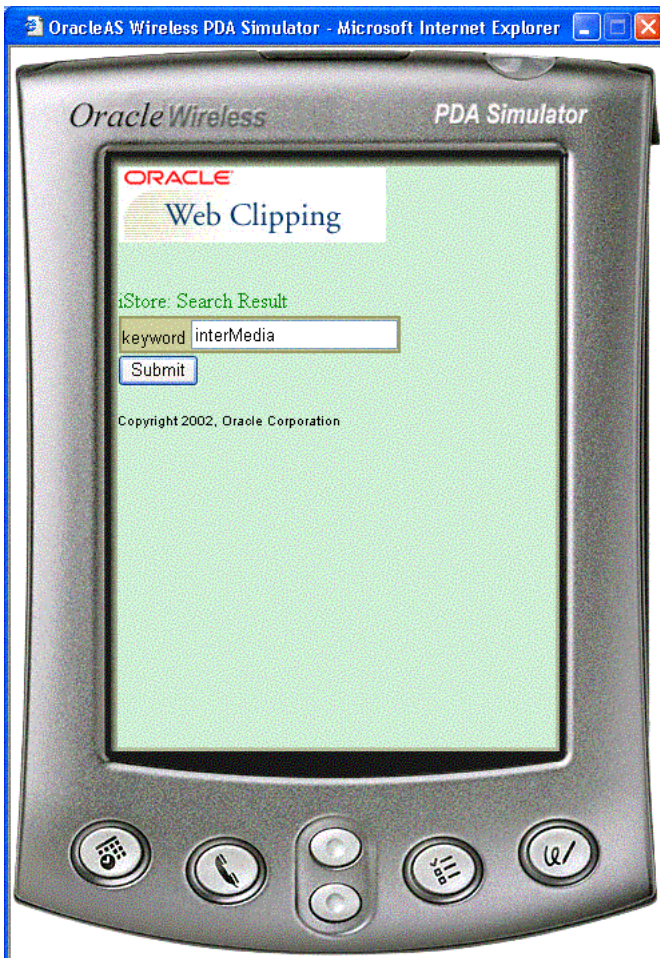 OracleAS Wireless PDA Simulator - Microsoft Internet Explorer
Oracle Wireless PDA Simulator
ORACLE
Web Clipping
iStore: Search Result
keyword interMedia
Submit
Copyright 2002, Oracle Corporation